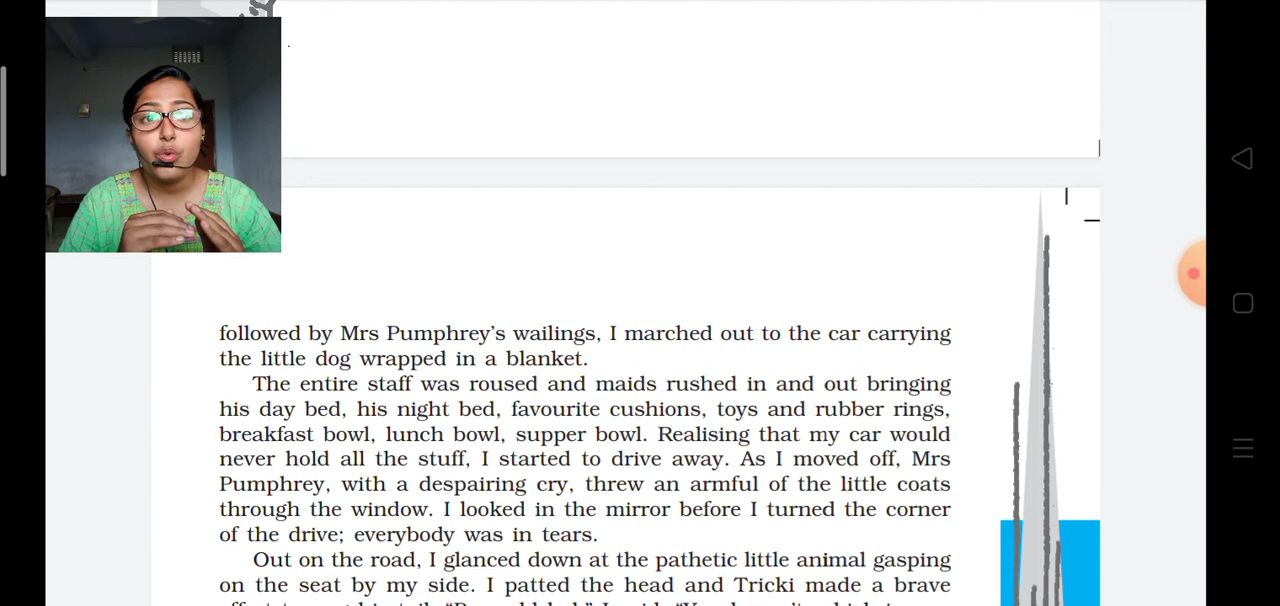 followed by Mrs Pumphrey's wailings, I marched out to the car carrying
the little dog wrapped in a blanket.
The entire staff was roused and maids rushed in and out bringing
his day bed, his night bed, favourite cushions, toys and rubber rings,
breakfast bowl, lunch bowl, supper bowl. Realising that my car would
never hold all the stuff, I started to drive away. As I moved off, Mrs
Pumphrey, with a despairing cry, threw an armful of the little coats
through the window. I looked in the mirror before I turned the corner
of the drive; everybody was in tears.
Out on the road, I glanced down at the pathetic little animal gasping
on the seat by my side. I patted the head and Tricki made a brave